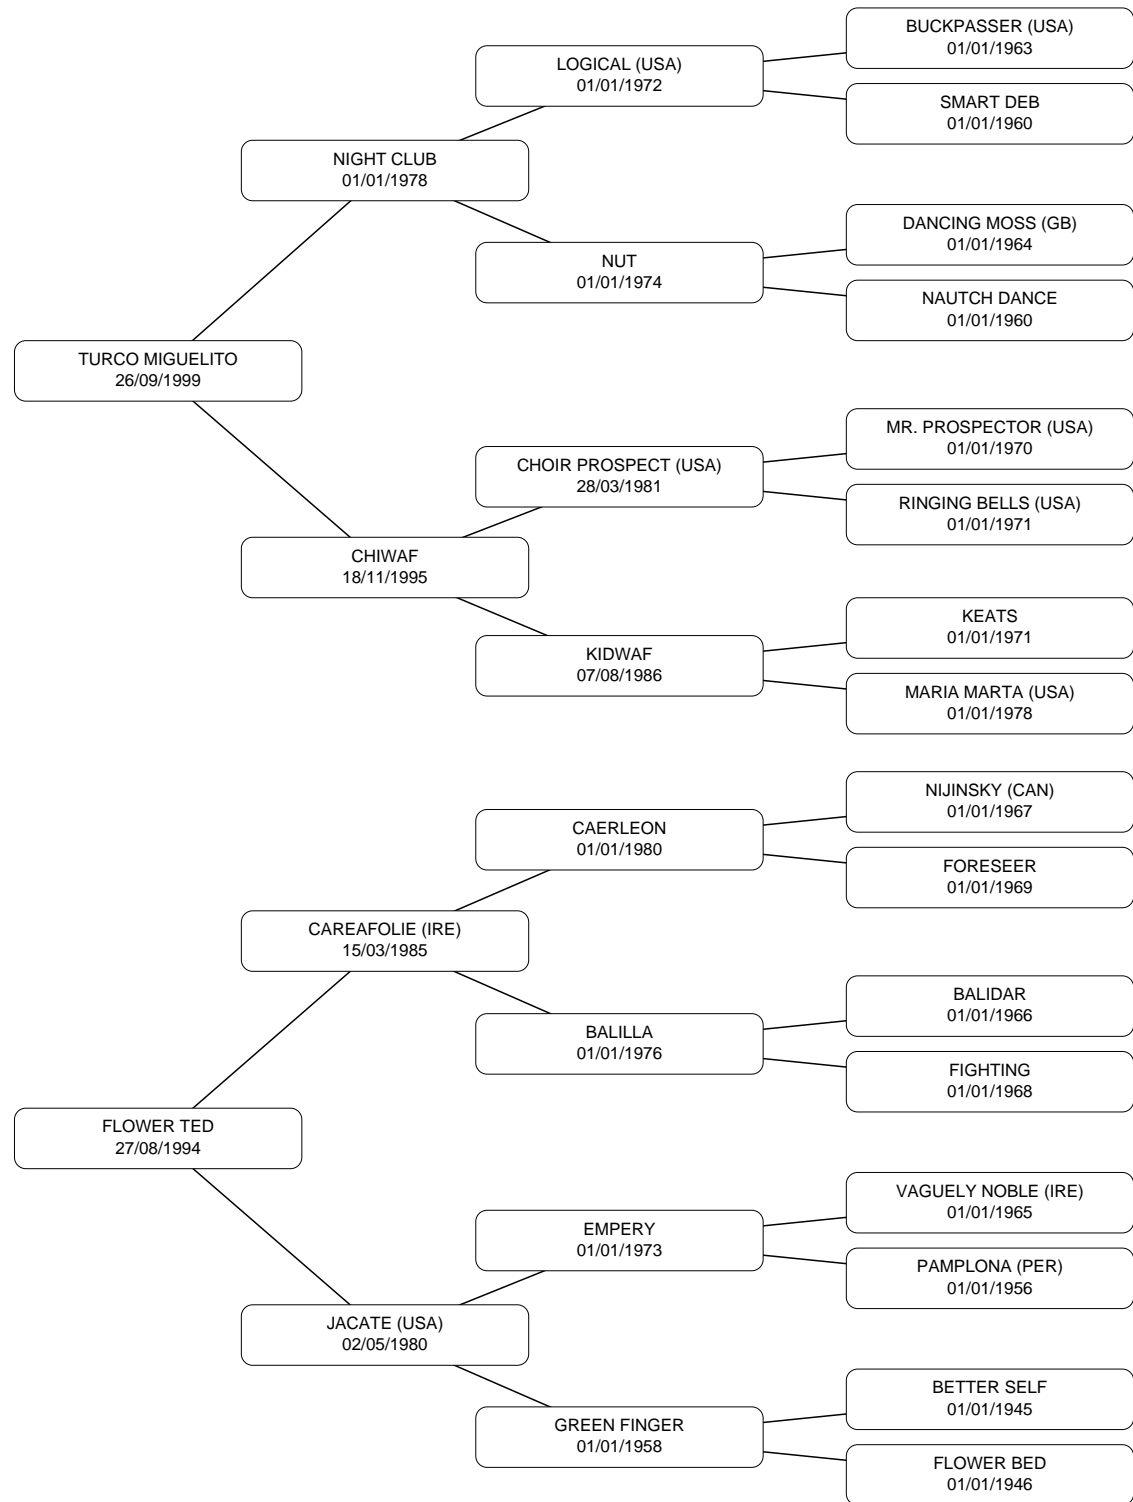 BUCKPASSER (USA)
01/01/1963
LOGICAL (USA)
01/01/1972
SMART DEB
01/01/1960
NIGHT CLUB
01/01/1978
DANCING MOSS (GB)
01/01/1964
NUT
01/01/1974
NAUTCH DANCE
01/01/1960
TURCO MIGUELITO
26/09/1999
MR. PROSPECTOR (USA)
01/01/1970
CHOIR PROSPECT (USA)
28/03/1981
RINGING BELLS (USA)
01/01/1971
CHIWAF
18/11/1995
KEATS
01/01/1971
KIDWAF
07/08/1986
MARIA MARTA (USA)
01/01/1978
NIJINSKY (CAN)
01/01/1967
CAERLEON
01/01/1980
FORESEER
01/01/1969
CAREAFOLIE (IRE)
15/03/1985
BALIDAR
01/01/1966
BALILLA
01/01/1976
FIGHTING
01/01/1968
FLOWER TED
27/08/1994
VAGUELY NOBLE (IRE)
01/01/1965
EMPERY
01/01/1973
PAMPLONA (PER)
01/01/1956
JACATE (USA)
02/05/1980
BETTER SELF
01/01/1945
GREEN FINGER
01/01/1958
FLOWER BED
01/01/1946